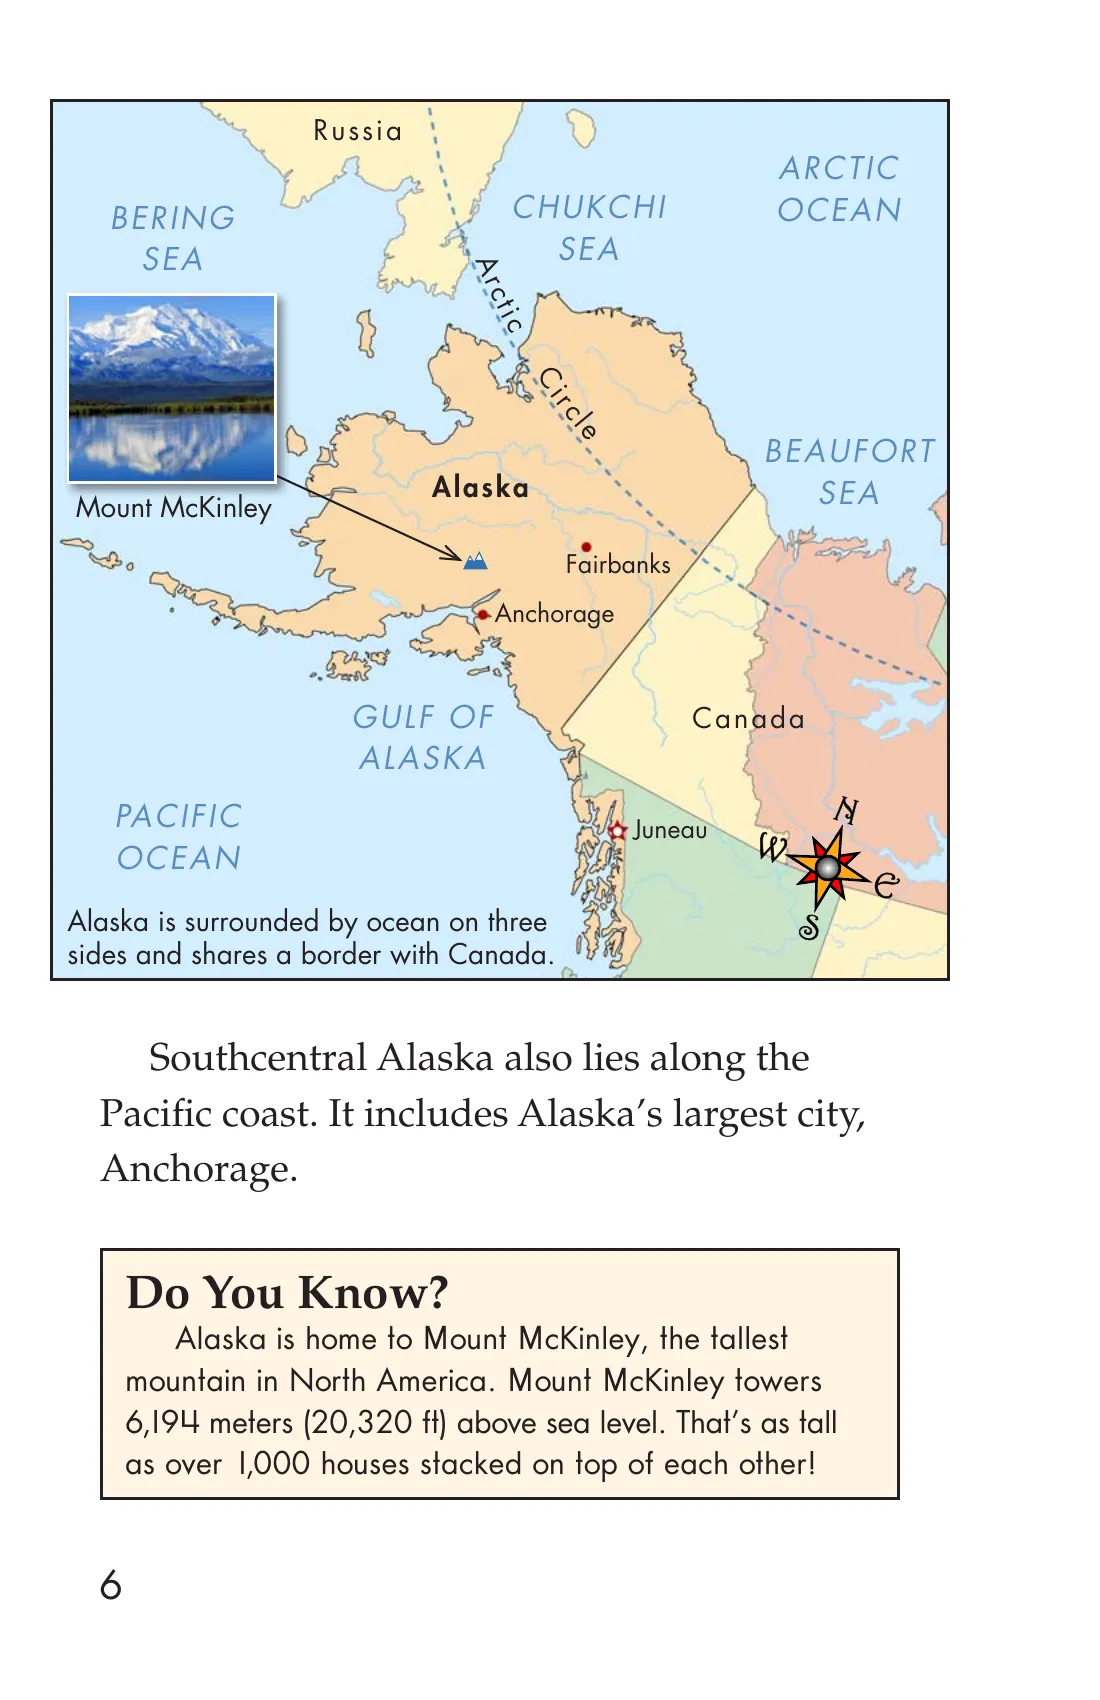 Russia
ARCTIC
OCEAN
CHUKCHI
SEA
BERING
SEA
Arctic
Circle
BEAUFORT
SEA
Alaska
Mount McKinley
Fairbanks
Anchorage
GULF OF
ALASKA
Canada
PACIFIC
OCEAN
Juneau
N
W
E
S
Alaska is surrounded by ocean on three
sides and shares a border with Canada.
Southcentral Alaska also lies along the
Pacific coast. It includes Alaska’s largest city,
Anchorage.
Do You Know?
Alaska is home to Mount McKinley, the tallest
mountain in North America. Mount McKinley towers
6,194 meters (20,320 ft) above sea level. That’s as tall
as over 1,000 houses stacked on top of each other!
6